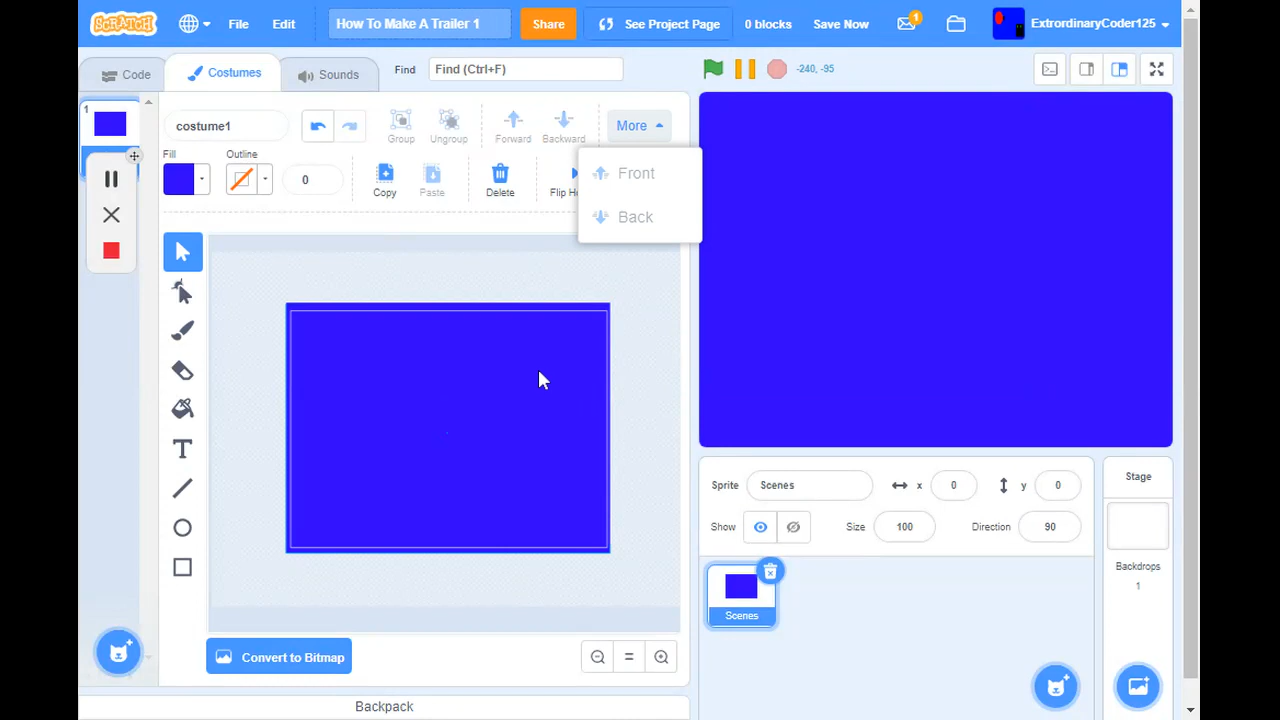 SCRATCH
File
Edit
How To Make A Trailer 1
Share
See Project Page
0 blocks
Save Now
1
ExtrordinaryCoder125
Code
Costumes
Sounds
Find
Find (Ctrl+F)
-240, -95
1
costume1
Group
Ungroup
Forward
Backward
More
Front
Back
Fill
Outline
0
Copy
Paste
Delete
Flip H
T
Convert to Bitmap
Sprite
Scenes
x
0
y
0
Show
Size
100
Direction
90
Scenes
Stage
Backdrops
1
Backpack